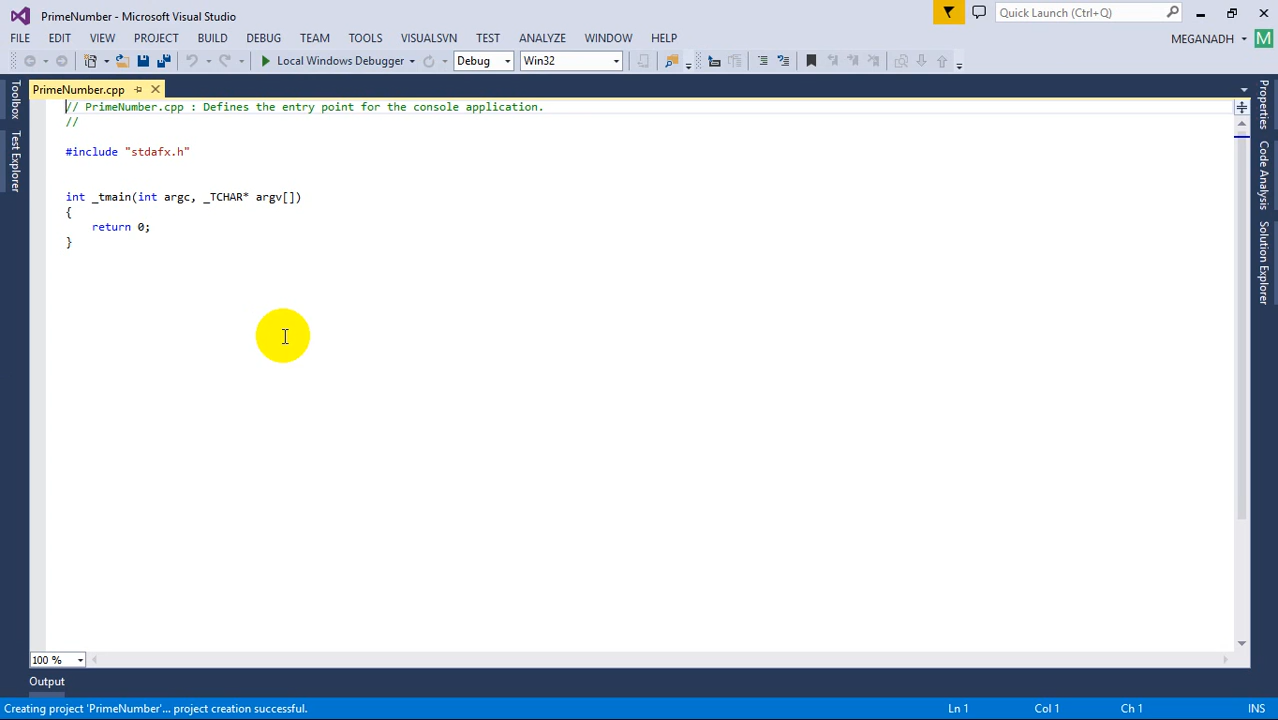 PrimeNumber - Microsoft Visual Studio
Quick Launch (Ctrl+Q)
FILE EDIT VIEW PROJECT BUILD DEBUG TEAM TOOLS VISUALSVN TEST ANALYZE WINDOW HELP
MEGANADH M
Local Windows Debugger Debug Win32
PrimeNumber.cpp
Toolbox
Test Explorer
// PrimeNumber.cpp : Defines the entry point for the console application.
//
#include "stdafx.h"
int _tmain(int argc, _TCHAR* argv[])
{
return 0;
}
Properties
Code Analysis
Solution Explorer
100 %
Output
Creating project 'PrimeNumber'... project creation successful.
Ln 1 Col 1 Ch 1 INS